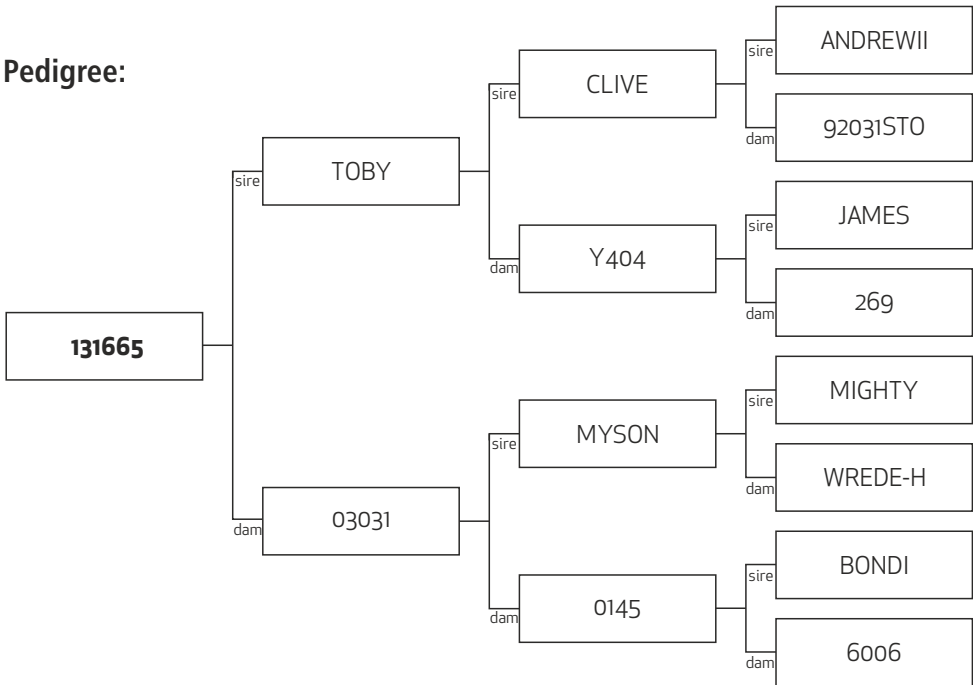 Pedigree:
ANDREWII
sire
CLIVE
sire
92031STO
dam
TOBY
sire
JAMES
sire
Y404
dam
269
dam
131665
MIGHTY
sire
MYSON
sire
WREDE-H
dam
03031
dam
BONDI
sire
0145
dam
6006
dam